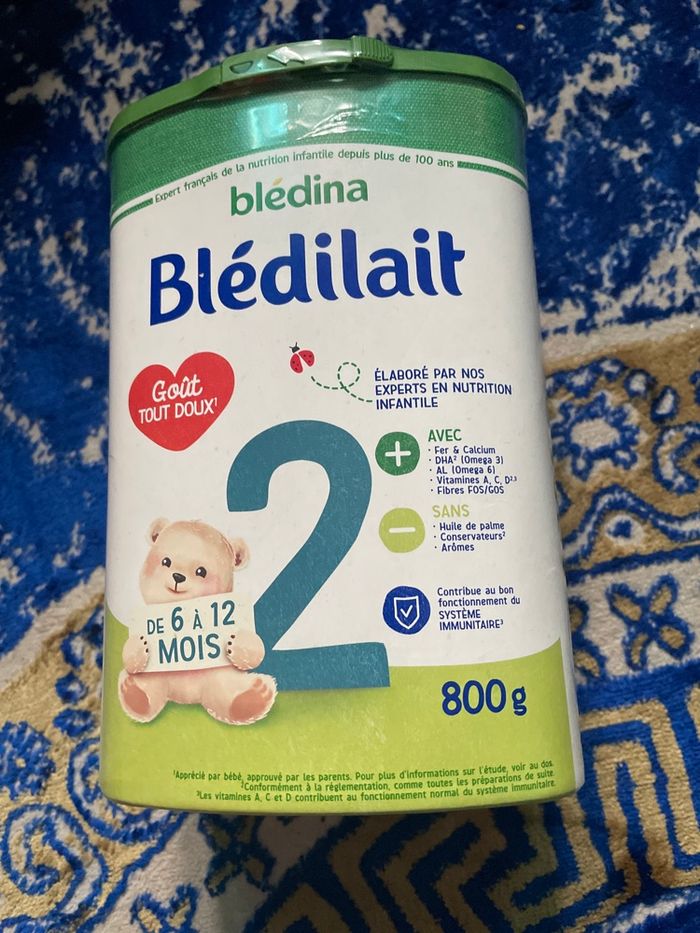 Expert français de la nutrition infantile depuis plus de 100 ans
blédina
Blédilait
Goût
TOUT DOUX¹
ÉLABORÉ PAR NOS
EXPERTS EN NUTRITION
INFANTILE
2
AVEC
· Fer & Calcium
· DHA² (Omega 3)
· AL (Omega 6)
· Vitamines A, C, D²,³
· Fibres FOS/GOS
SANS
· Huile de palme
· Conservateurs²
· Arômes
DE 6 À 12
MOIS
Contribue au bon
fonctionnement du
SYSTÈME
IMMUNITAIRE³
800g
¹Apprécié par bébé, approuvé par les parents. Pour plus d'informations sur l'étude, voir au dos.
²Conformément à la règlementation, comme toutes les préparations de suite.
³Les vitamines A, C et D contribuent au fonctionnement normal du système immunitaire.